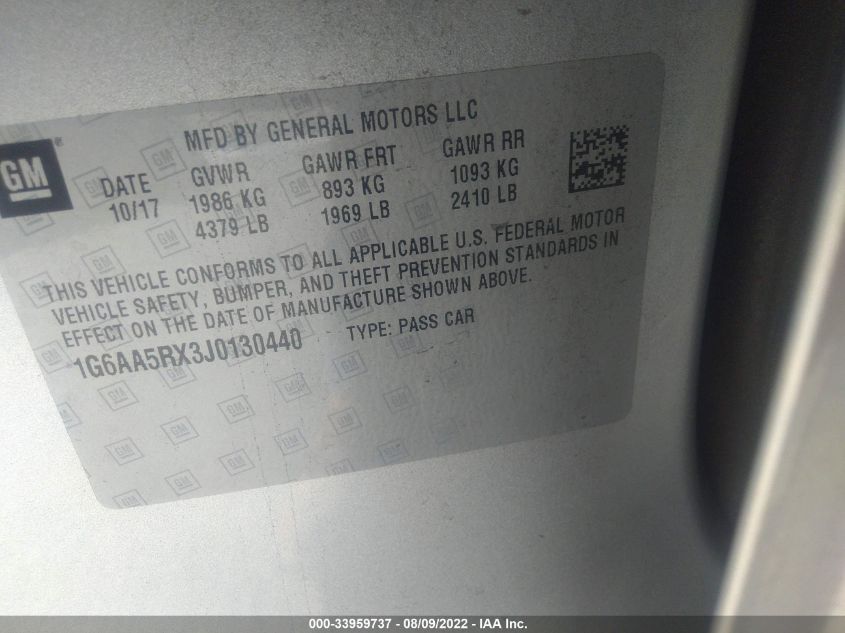 MFD BY GENERAL MOTORS LLC
GM
DATE GVWR GAWR FRT GAWR RR
10/17 1986 KG 893 KG 1093 KG
4379 LB 1969 LB 2410 LB
THIS VEHICLE CONFORMS TO ALL APPLICABLE U.S. FEDERAL MOTOR
VEHICLE SAFETY, BUMPER, AND THEFT PREVENTION STANDARDS IN
EFFECT ON THE DATE OF MANUFACTURE SHOWN ABOVE.
1G6AA5RX3J0130440 TYPE: PASS CAR
000-33959737 - 08/09/2022 - IAA Inc.